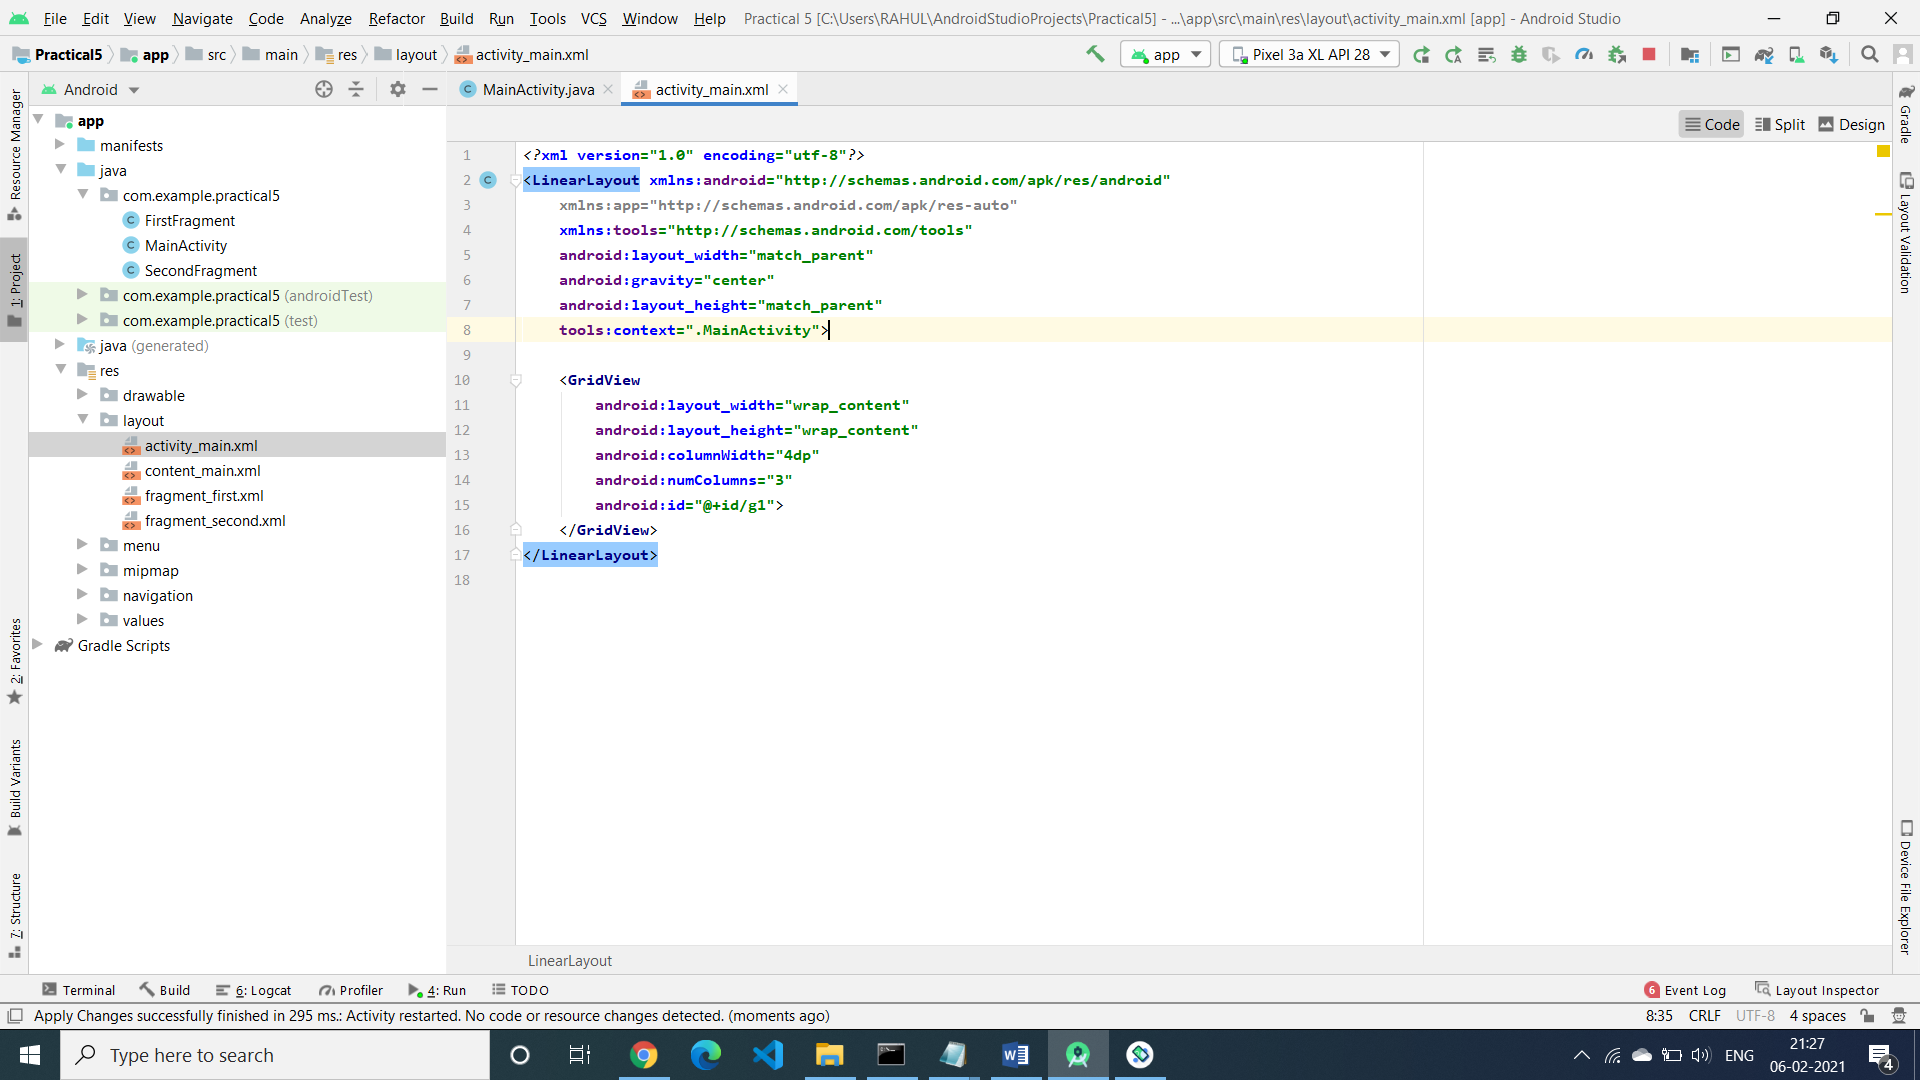 File Edit View Navigate Code Analyze Refactor Build Run Tools VCS Window Help Practical 5 [C:\Users\RAHUL\AndroidStudioProjects\Practical5] - ...\app\src\main\res\layout\activity_main.xml [app] - Android Studio
Practical5 app src main res layout activity_main.xml app Pixel 3a XL API 28
Android MainActivity.java activity_main.xml
Code Split Design
Resource Manager
1: Project
2: Favorites
Build Variants
7: Structure
app
manifests
java
com.example.practical5
FirstFragment
MainActivity
SecondFragment
com.example.practical5 (androidTest)
com.example.practical5 (test)
java (generated)
res
drawable
layout
activity_main.xml
content_main.xml
fragment_first.xml
fragment_second.xml
menu
mipmap
navigation
values
Gradle Scripts
1 <?xml version="1.0" encoding="utf-8"?>
2 C <LinearLayout xmlns:android="http://schemas.android.com/apk/res/android"
3 xmlns:app="http://schemas.android.com/apk/res-auto"
4 xmlns:tools="http://schemas.android.com/tools"
5 android:layout_width="match_parent"
6 android:gravity="center"
7 android:layout_height="match_parent"
8 tools:context=".MainActivity">
9
10 <GridView
11 android:layout_width="wrap_content"
12 android:layout_height="wrap_content"
13 android:columnWidth="4dp"
14 android:numColumns="3"
15 android:id="@+id/g1">
16 </GridView>
17 </LinearLayout>
18
LinearLayout
Gradle
Layout Validation
Device File Explorer
Terminal Build 6: Logcat Profiler 4: Run TODO 6 Event Log Layout Inspector
Apply Changes successfully finished in 295 ms.: Activity restarted. No code or resource changes detected. (moments ago) 8:35 CRLF UTF-8 4 spaces
Type here to search ENG 21:27
06-02-2021 4